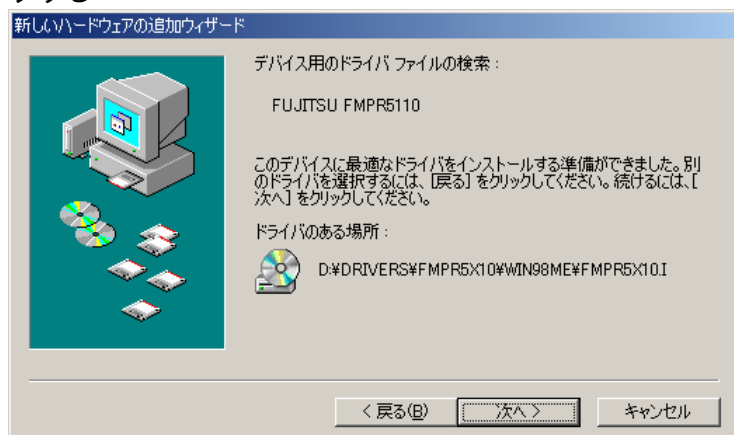 新しいハードウェアの追加ウィザード
デバイス用のドライバ ファイルの検索:
FUJITSU FMPR5110
このデバイスに最適なドライバをインストールする準備ができました。別
のドライバを選択するには、[戻る] をクリックしてください。続けるには、[
次へ] をクリックしてください。
ドライバのある場所:
D:¥DRIVERS¥FMPR5X10¥WIN98ME¥FMPR5X10.I
< 戻る(B)
次へ >
キャンセル